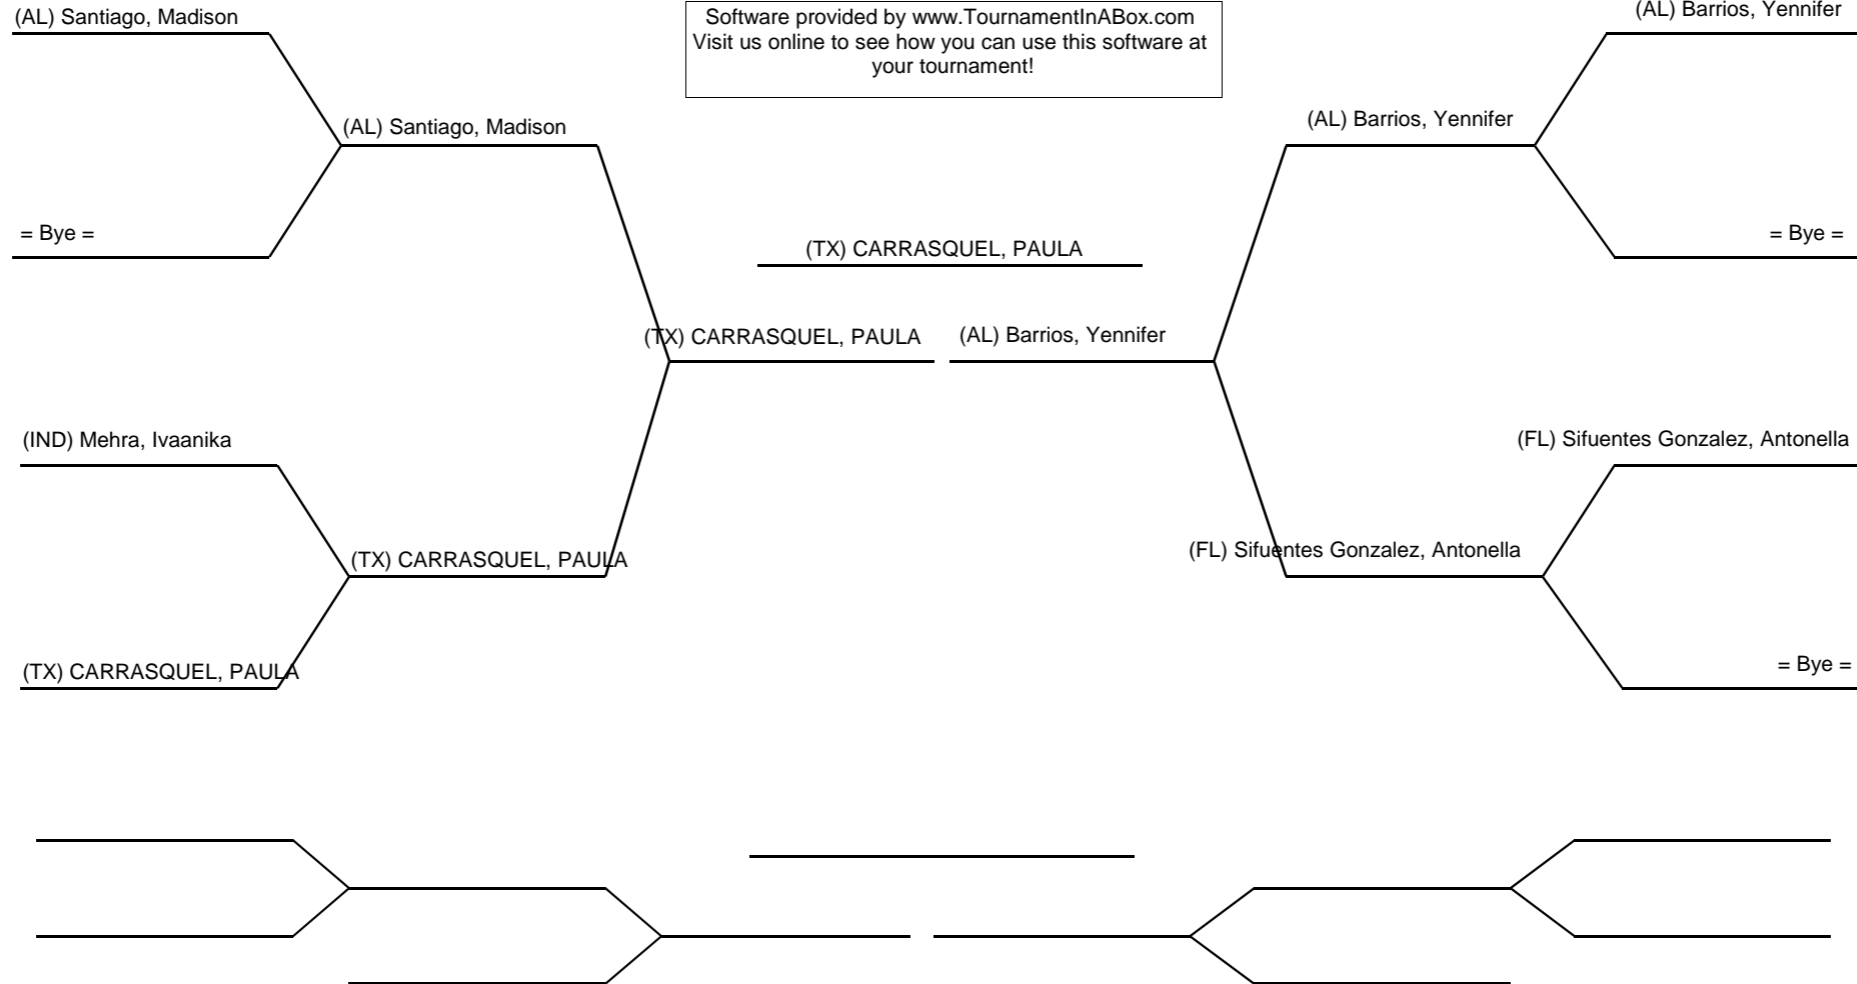 (AL) Santiago, Madison
Software provided by www.TournamentInABox.com
Visit us online to see how you can use this software at
your tournament!
(AL) Barrios, Yennifer
(AL) Santiago, Madison
(AL) Barrios, Yennifer
= Bye =
(TX) CARRASQUEL, PAULA
= Bye =
(TX) CARRASQUEL, PAULA
(AL) Barrios, Yennifer
(IND) Mehra, Ivaanika
(FL) Sifuentes Gonzalez, Antonella
(TX) CARRASQUEL, PAULA
(FL) Sifuentes Gonzalez, Antonella
(TX) CARRASQUEL, PAULA
= Bye =